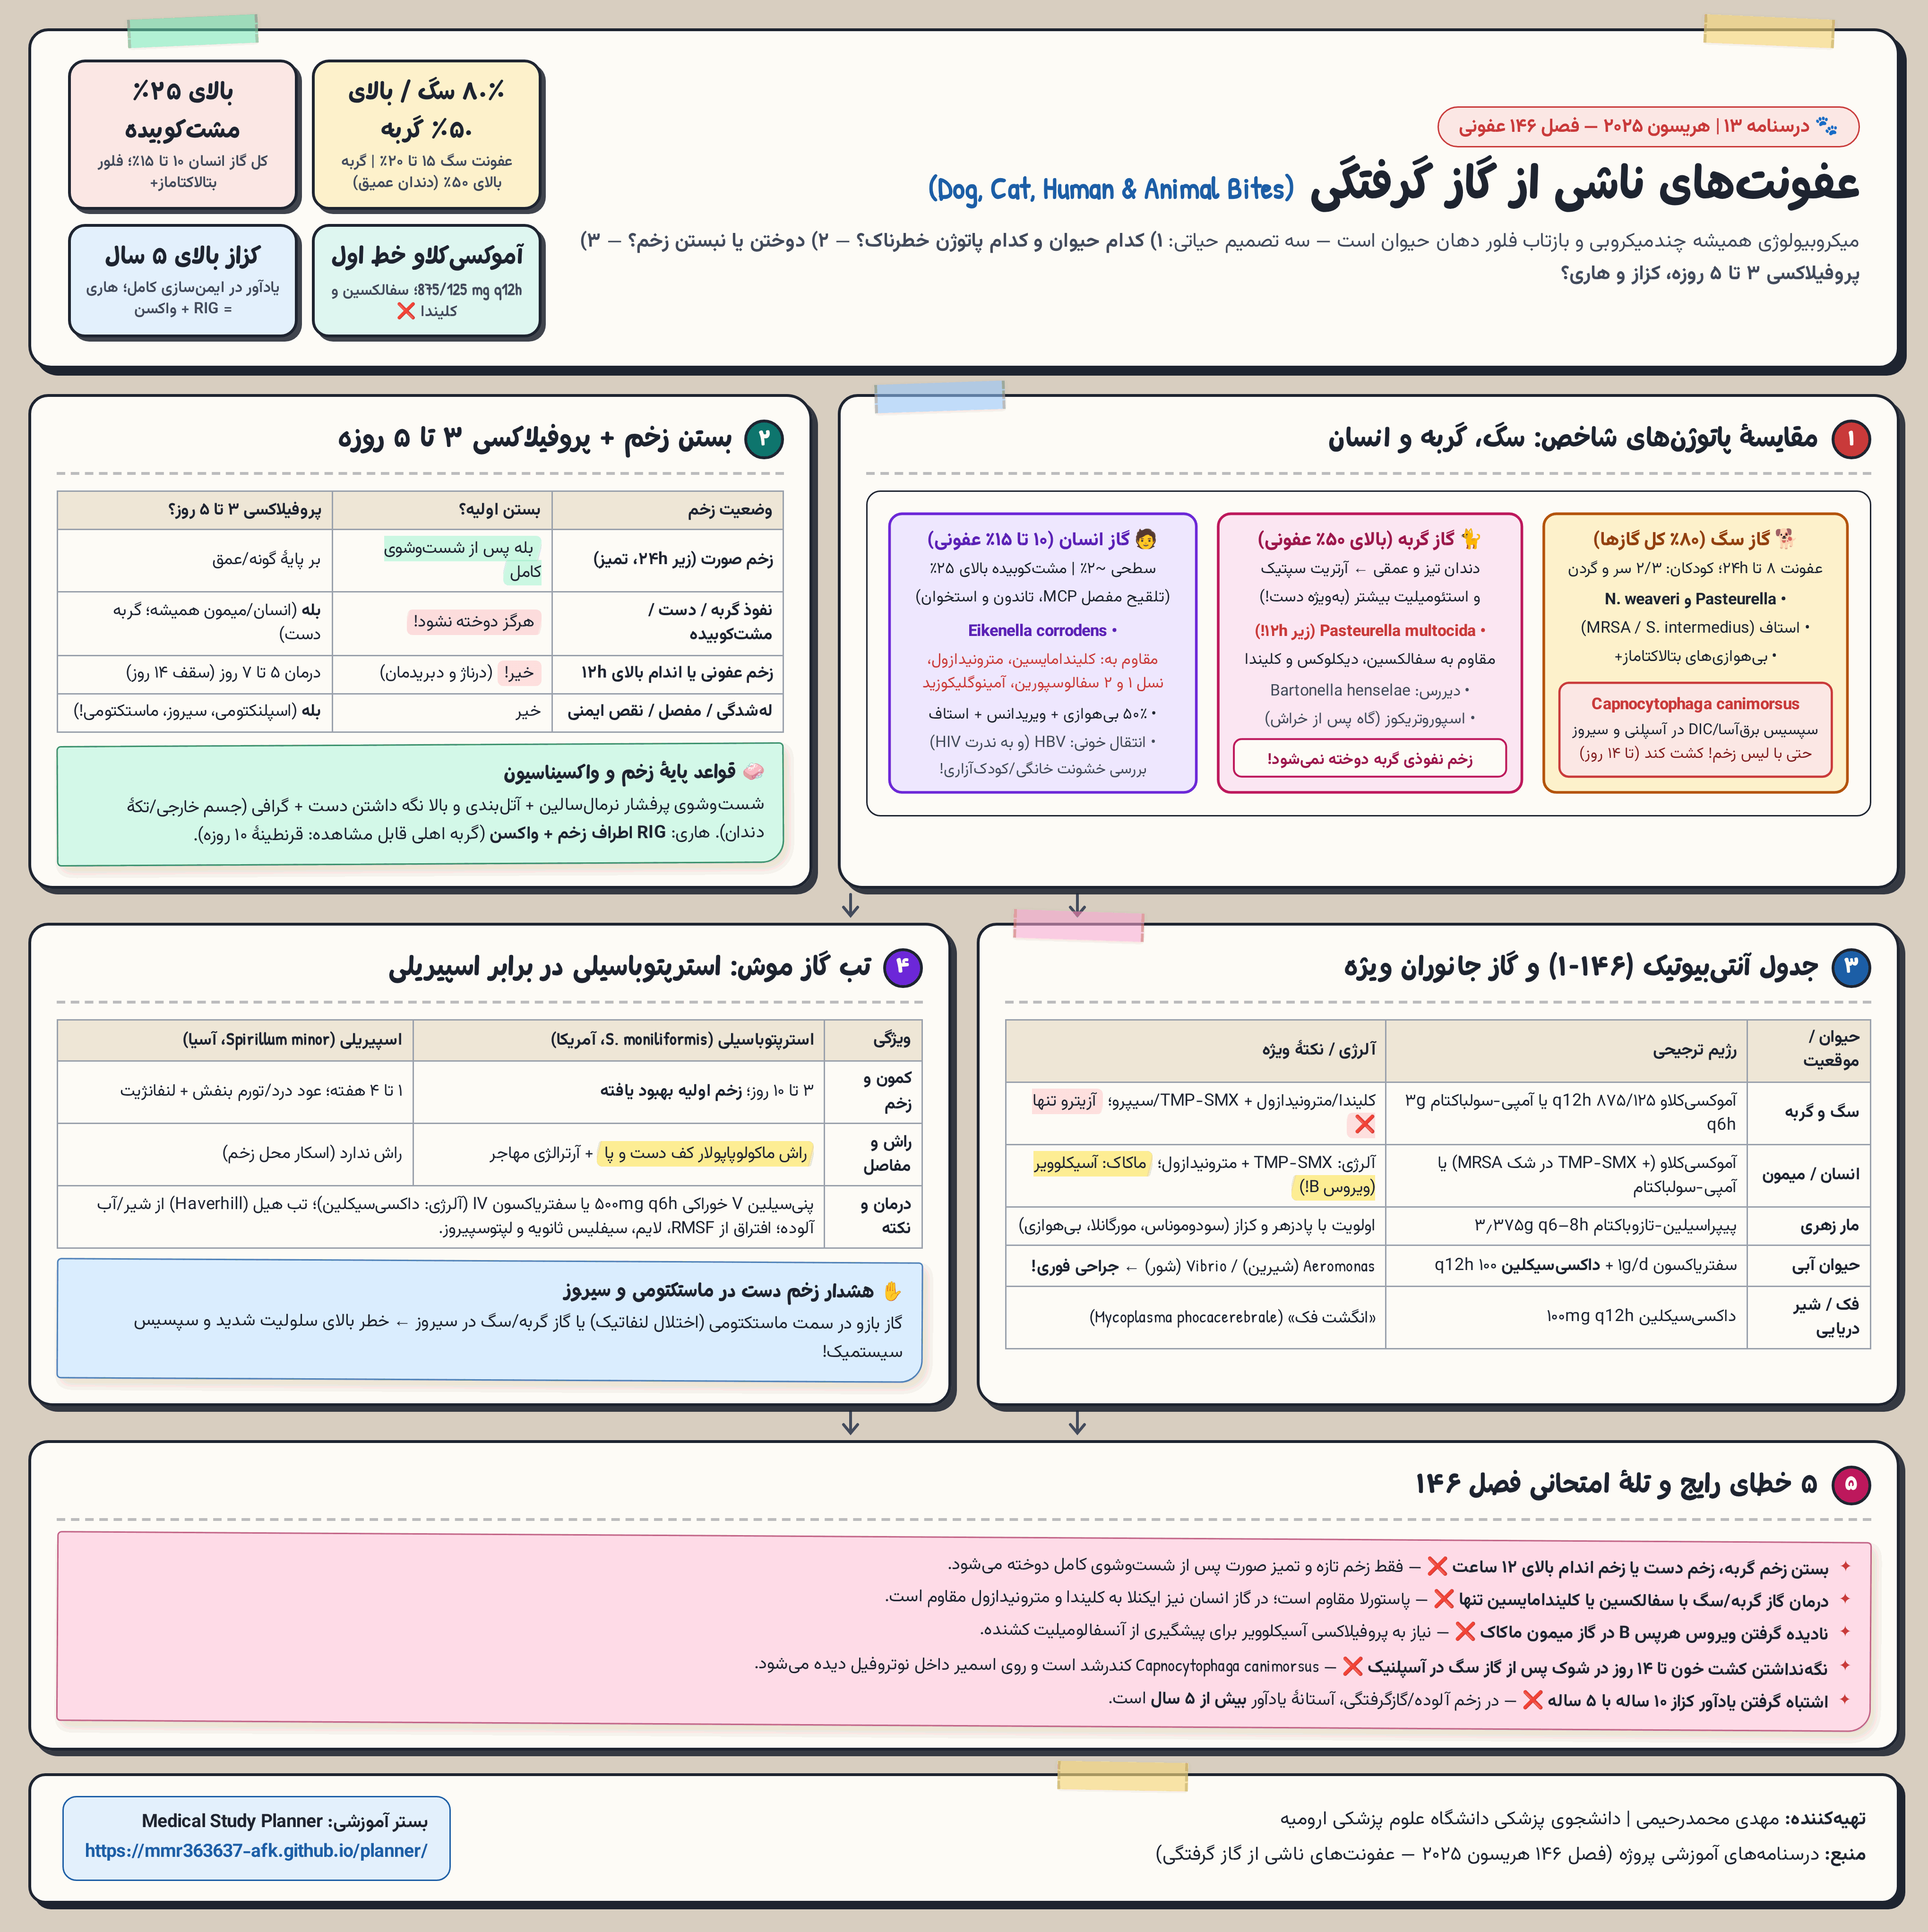 🐾 درسنامه ۱۳ | هریسون ۲۰۲۵ — فصل ۱۴۶ عفونی
عفونت‌های ناشی از گاز گرفتگی (Dog, Cat, Human & Animal Bites)
میکروبیولوژی همیشه چندمیکروبی و بازتاب فلور دهان حیوان است — سه تصمیم حیاتی: ۱) کدام حیوان و کدام پاتوژن خطرناک؟ — ۲) دوختن یا نبستن زخم؟ — ۳)
پروفیلاکسی ۳ تا ۵ روزه، کزاز و هاری؟
۸۰٪ سگ / بالای
۵۰٪ گربه
عفونت سگ ۱۵ تا ۲۰٪ | گربه
بالای ۵۰٪ (دندان عمیق)
بالای ۲۵٪
مشت‌کوبیده
کل گاز انسان ۱۰ تا ۱۵٪؛ فلور
بتالاکتاماز+
آموکسی‌کلاو خط اول
875/125 mg q12h؛ سفالکسین و
کلیندا ❌
کزاز بالای ۵ سال
یادآور در ایمن‌سازی کامل؛ هاری
= RIG + واکسن
۱ مقایسهٔ پاتوژن‌های شاخص: سگ، گربه و انسان
🐕 گاز سگ (۸۰٪ کل گازها)
عفونت ۸ تا ۲۴h؛ کودکان: ۲/۳ سر و گردن
• Pasteurella و N. weaveri
• استاف (MRSA / S. intermedius)
• بی‌هوازی‌های بتالاکتاماز+
Capnocytophaga canimorsus
سپسیس برق‌آسا/DIC در آسپلنی و سیروز
حتی با لیس زخم! کشت کند (تا ۱۴ روز)
🐈 گاز گربه (بالای ۵۰٪ عفونی)
دندان تیز و عمقی ← آرتریت سپتیک
و استئومیلیت بیشتر (به‌ویژه دست!)
• Pasteurella multocida (زیر ۱۲h!)
مقاوم به سفالکسین، دیکلوکس و کلیندا
• دیررس: Bartonella henselae
• اسپوروتریکوز (گاه پس از خراش)
زخم نفوذی گربه دوخته نمی‌شود!
🧑 گاز انسان (۱۰ تا ۱۵٪ عفونی)
سطحی ~۲٪ | مشت‌کوبیده بالای ۲۵٪
(تلقیح مفصل MCP، تاندون و استخوان)
• Eikenella corrodens
مقاوم به: کلیندامایسین، مترونیدازول،
نسل ۱ و ۲ سفالوسپورین، آمینوگلیکوزید
• ۵۰٪ بی‌هوازی + ویریدانس + استاف
• انتقال خونی: HBV (و به ندرت HIV)
بررسی خشونت خانگی/کودک‌آزاری!
۲ بستن زخم + پروفیلاکسی ۳ تا ۵ روزه
وضعیت زخم
بستن اولیه؟
پروفیلاکسی ۳ تا ۵ روز؟
زخم صورت (زیر ۲۴h، تمیز)
بله پس از شست‌وشوی
کامل
بر پایهٔ گونه/عمق
نفوذ گربه / دست /
مشت‌کوبیده
هرگز دوخته نشود!
بله (انسان/میمون همیشه؛ گربه
دست)
زخم عفونی یا اندام بالای ۱۲h
خیر! (درناژ و دبریدمان)
درمان ۵ تا ۷ روز (سقف ۱۴ روز)
له‌شدگی / مفصل / نقص ایمنی
خیر
بله (اسپلنکتومی، سیروز، ماستکتومی!)
🧼 قواعد پایهٔ زخم و واکسیناسیون
شست‌وشوی پرفشار نرمال‌سالین + آتل‌بندی و بالا نگه داشتن دست + گرافی (جسم خارجی/تکهٔ
دندان). هاری: RIG اطراف زخم + واکسن (گربه اهلی قابل مشاهده: قرنطینهٔ ۱۰ روزه).
۳ جدول آنتی‌بیوتیک (۱۴۶-۱) و گاز جانوران ویژه
حیوان /
موقعیت
رژیم ترجیحی
آلرژی / نکتهٔ ویژه
سگ و گربه
آموکسی‌کلاو ۸۷۵/۱۲۵ q12h یا آمپی-سولباکتام ۳g
q6h
کلیندا/مترونیدازول + TMP-SMX/سیپرو؛ آزیترو تنها
❌
انسان / میمون
آموکسی‌کلاو (+ TMP-SMX در شک MRSA) یا
آمپی-سولباکتام
آلرژی: TMP-SMX + مترونیدازول؛ ماکاک: آسیکلوویر
(ویروس B!)
مار زهری
پیپراسیلین-تازوباکتام ۳٫۳۷۵g q6–8h
اولویت با پادزهر و کزاز (سودوموناس، مورگانلا، بی‌هوازی)
حیوان آبی
سفتریاکسون ۱g/d + داکسی‌سیکلین ۱۰۰ q12h
Aeromonas (شیرین) / Vibrio (شور) ← جراحی فوری!
فک / شیر
دریایی
داکسی‌سیکلین ۱۰۰mg q12h
«انگشت فک» (Mycoplasma phocacerebrale)
۴ تب گاز موش: استرپتوباسیلی در برابر اسپیریلی
ویژگی
استرپتوباسیلی (S. moniliformis، آمریکا)
اسپیریلی (Spirillum minor، آسیا)
کمون و
زخم
۳ تا ۱۰ روز؛ زخم اولیه بهبود یافته
۱ تا ۴ هفته؛ عود درد/تورم بنفش + لنفانژیت
راش و
مفاصل
راش ماکولوپاپولار کف دست و پا + آرترالژی مهاجر
راش ندارد (اسکار محل زخم)
درمان و
نکته
پنی‌سیلین V خوراکی ۵۰۰mg q6h یا سفتریاکسون IV (آلرژی: داکسی‌سیکلین)؛ تب هیل (Haverhill) از شیر/آب
آلوده؛ افتراق از RMSF، لایم، سیفلیس ثانویه و لپتوسپیروز.
✋ هشدار زخم دست در ماستکتومی و سیروز
گاز بازو در سمت ماستکتومی (اختلال لنفاتیک) یا گاز گربه/سگ در سیروز ← خطر بالای سلولیت شدید و سپسیس
سیستمیک!
۵ ۵ خطای رایج و تلهٔ امتحانی فصل ۱۴۶
✦ بستن زخم گربه، زخم دست یا زخم اندام بالای ۱۲ ساعت ❌ — فقط زخم تازه و تمیز صورت پس از شست‌وشوی کامل دوخته می‌شود.
✦ درمان گاز گربه/سگ با سفالکسین یا کلیندامایسین تنها ❌ — پاستورلا مقاوم است؛ در گاز انسان نیز ایکنلا به کلیندا و مترونیدازول مقاوم است.
✦ نادیده گرفتن ویروس هرپس B در گاز میمون ماکاک ❌ — نیاز به پروفیلاکسی آسیکلوویر برای پیشگیری از آنسفالومیلیت کشنده.
✦ نگه‌نداشتن کشت خون تا ۱۴ روز در شوک پس از گاز سگ در آسپلنیک ❌ — Capnocytophaga canimorsus کندرشد است و روی اسمیر داخل نوتروفیل دیده می‌شود.
✦ اشتباه گرفتن یادآور کزاز ۱۰ ساله با ۵ ساله ❌ — در زخم آلوده/گازگرفتگی، آستانهٔ یادآور بیش از ۵ سال است.
تهیه‌کننده: مهدی محمدرحیمی | دانشجوی پزشکی دانشگاه علوم پزشکی ارومیه
منبع: درسنامه‌های آموزشی پروژه (فصل ۱۴۶ هریسون ۲۰۲۵ — عفونت‌های ناشی از گاز گرفتگی)
بستر آموزشی: Medical Study Planner
https://mmr363637-afk.github.io/planner/